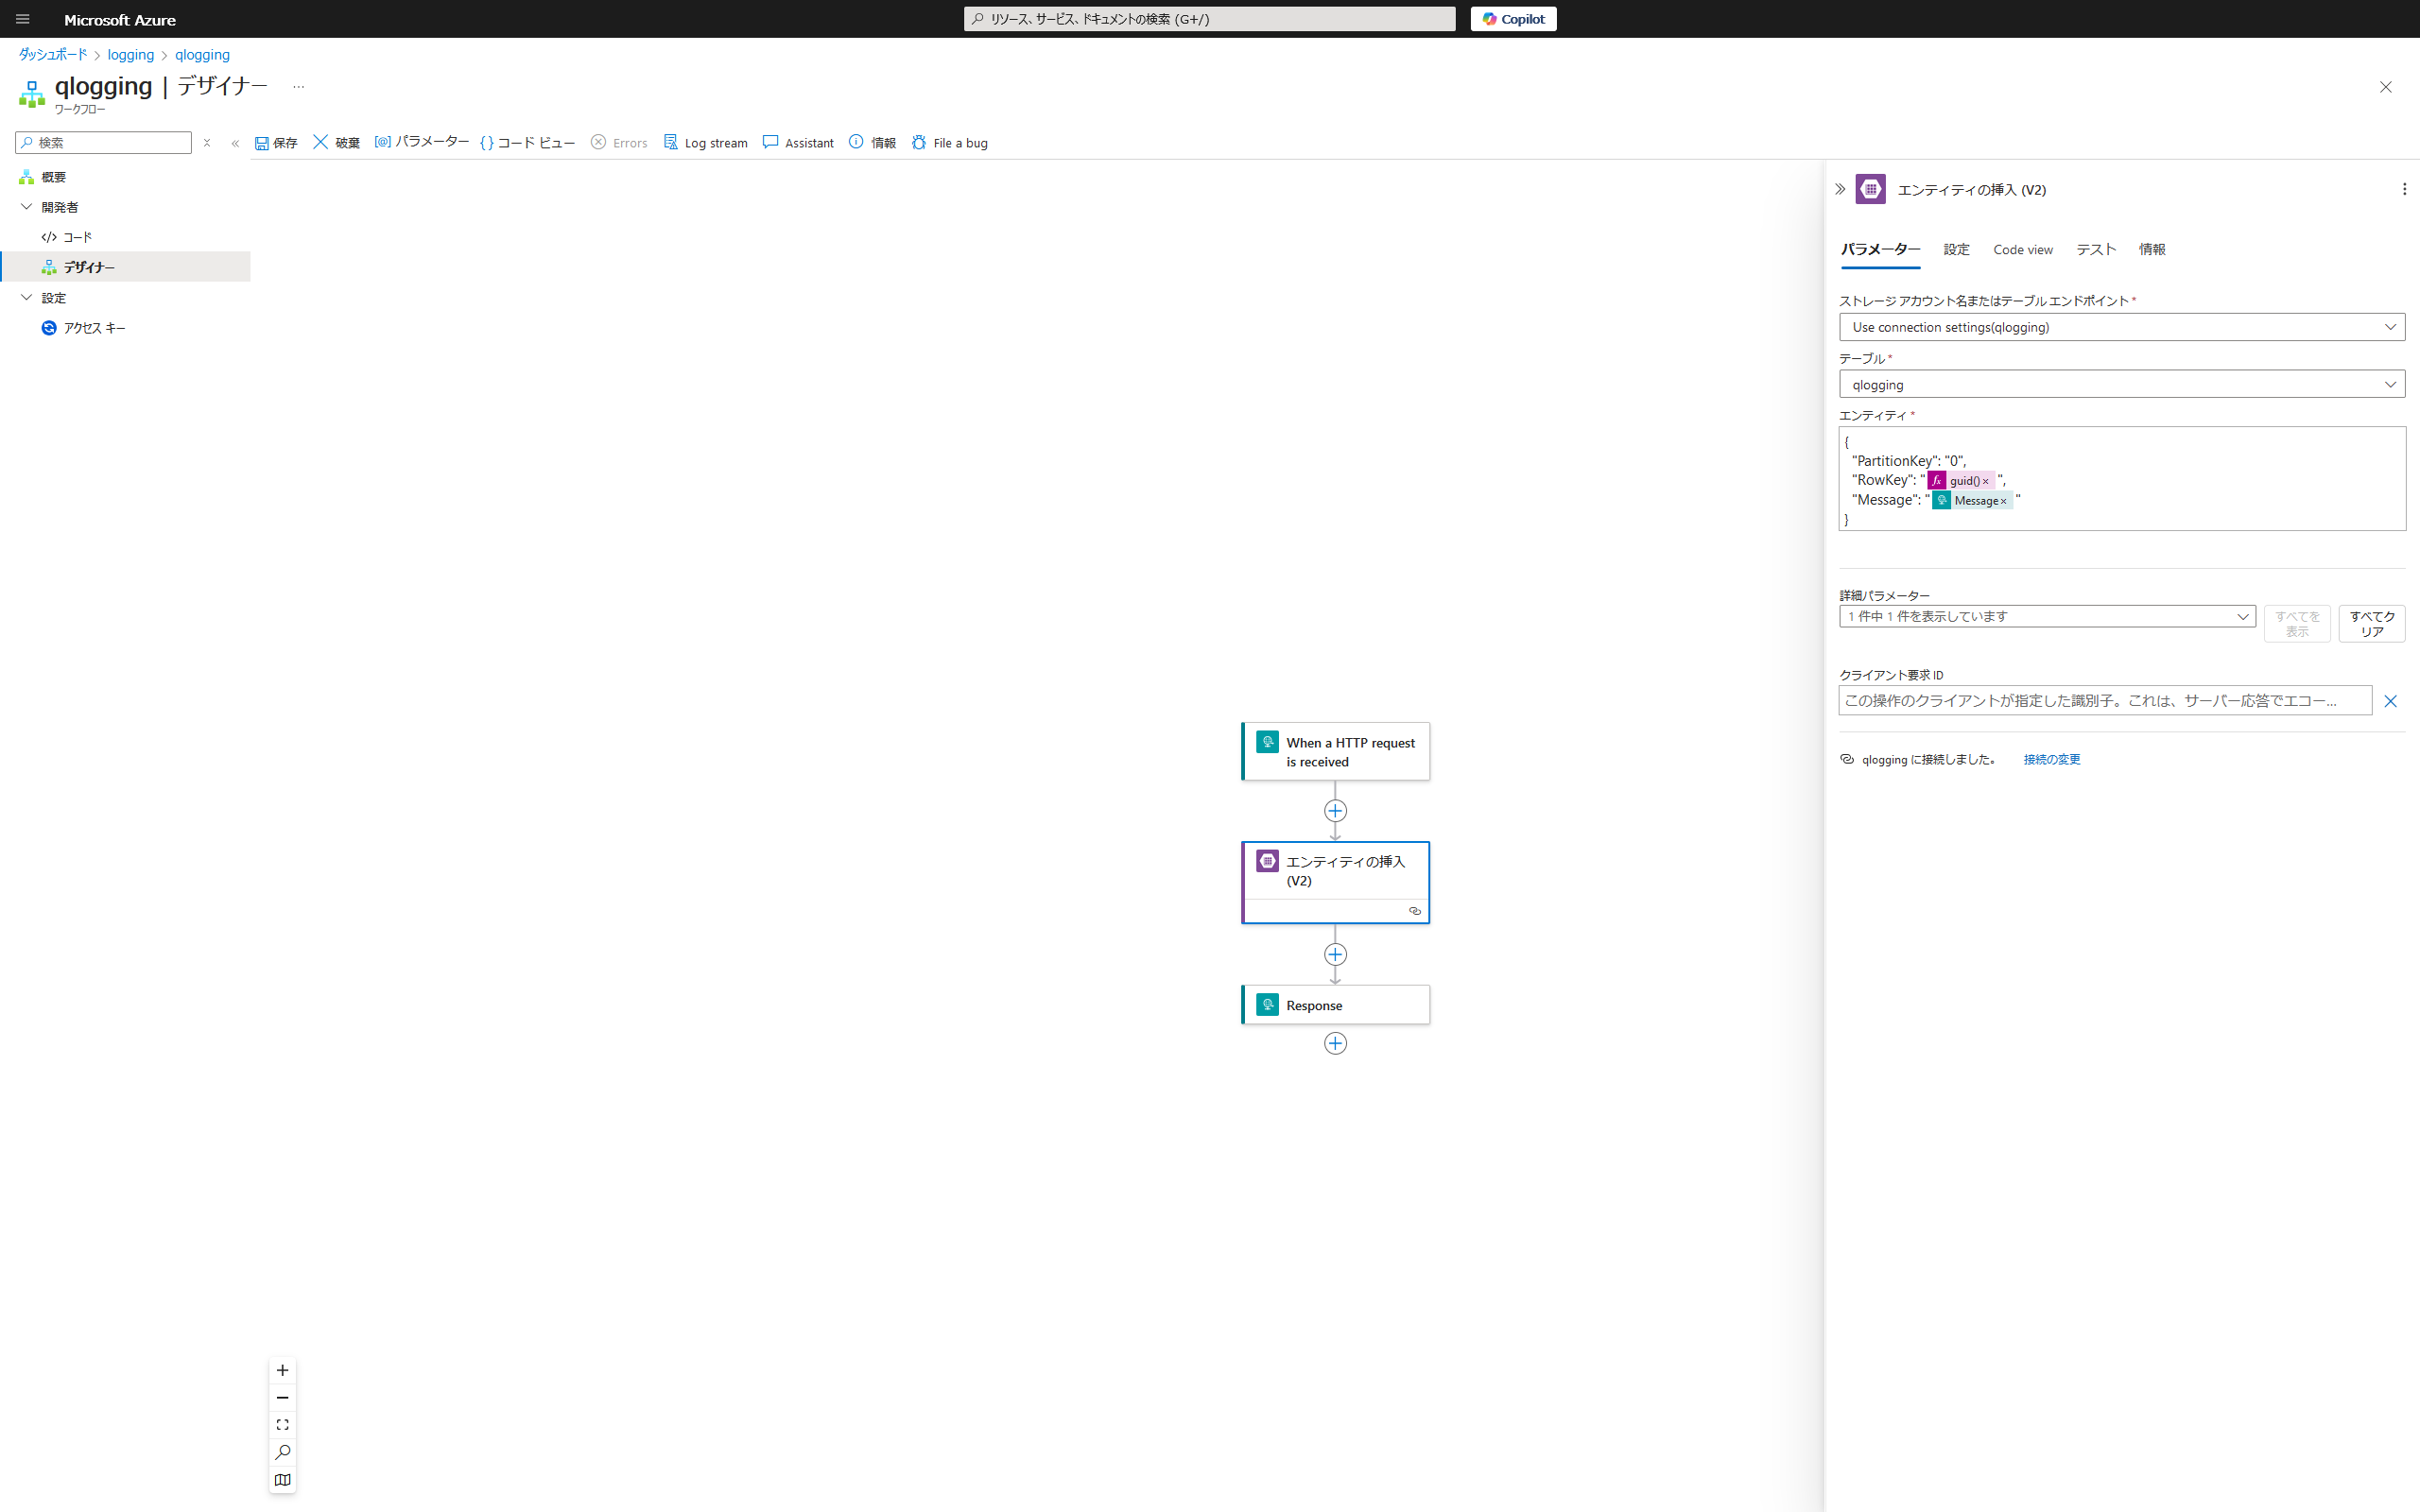 Microsoft Azure
リソース、サービス、ドキュメントの検索 (G+/)
Copilot
ダッシュボード > logging > qlogging
qlogging | デザイナー ...
ワークフロー
検索
保存
破棄
パラメーター
コード ビュー
Errors
Log stream
Assistant
情報
File a bug
概要
開発者
コード
デザイナー
設定
アクセス キー
When a HTTP request
is received
エンティティの挿入
(V2)
Response
エンティティの挿入 (V2)
パラメーター
設定
Code view
テスト
情報
ストレージ アカウント名またはテーブル エンドポイント *
Use connection settings(qlogging)
テーブル *
qlogging
エンティティ *
{
"PartitionKey": "0",
"RowKey": " fx guid() × ",
"Message": " Message × "
}
詳細パラメーター
1 件中 1 件を表示しています
すべてを
表示
すべてク
リア
クライアント要求 ID
この操作のクライアントが指定した識別子。これは、サーバー応答でエコー...
qlogging に接続しました。
接続の変更